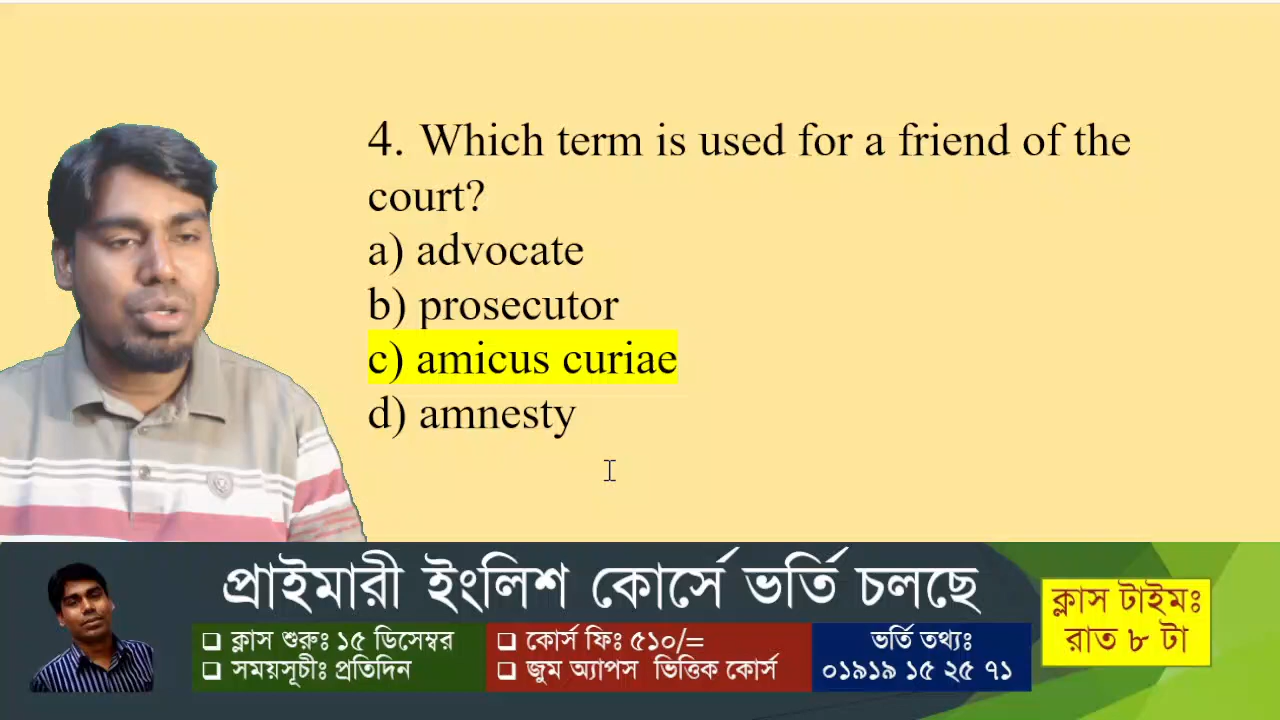 4. Which term is used for a friend of the
court?
a) advocate
b) prosecutor
c) amicus curiae
d) amnesty
প্রাইমারী ইংলিশ কোর্সে ভর্তি চলছে
ক্লাস শুরুঃ ১৫ ডিসেম্বর
সময়সূচীঃ প্রতিদিন
কোর্স ফিঃ ৫১০/=
জুম অ্যাপস ভিত্তিক কোর্স
ভর্তি তথ্যঃ
০১৯১৯ ১৫ ২৫ ৭১
ক্লাস টাইমঃ
রাত ৮ টা